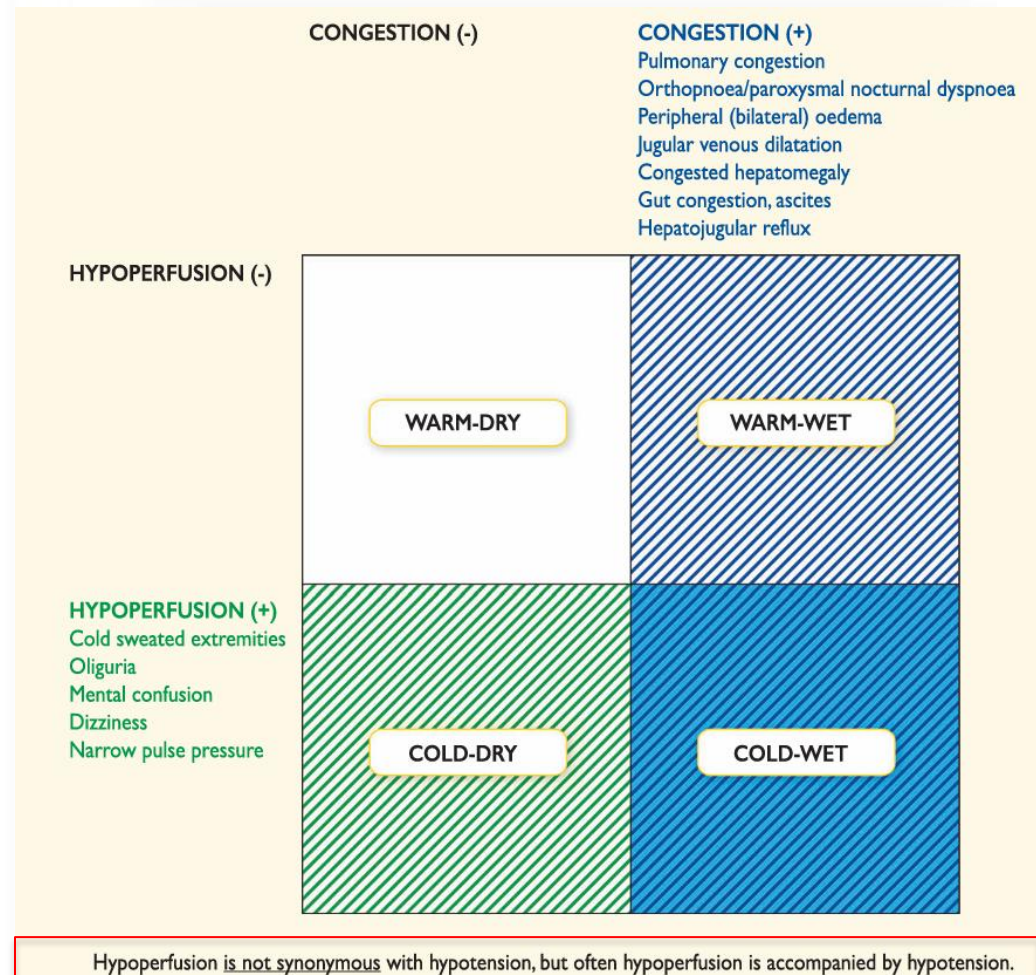 CONGESTION (-)
CONGESTION (+)
Pulmonary congestion
Orthopnoea/paroxysmal nocturnal dyspnoea
Peripheral (bilateral) oedema
Jugular venous dilatation
Congested hepatomegaly
Gut congestion, ascites
Hepatojugular reflux
HYPOPERFUSION (-)
WARM-DRY
WARM-WET
HYPOPERFUSION (+)
Cold sweated extremities
Oliguria
Mental confusion
Dizziness
Narrow pulse pressure
COLD-DRY
COLD-WET
Hypoperfusion is not synonymous with hypotension, but often hypoperfusion is accompanied by hypotension.